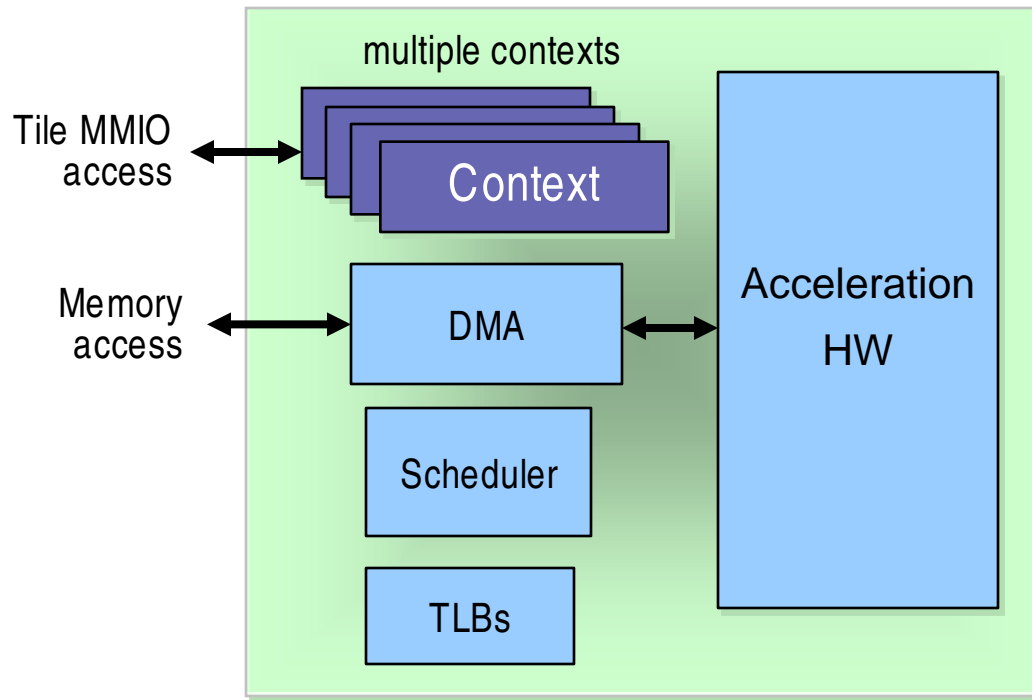 multiple contexts
Tile MMIO
access
Context
Memory
access
DMA
Acceleration
HW
Scheduler
TLBs